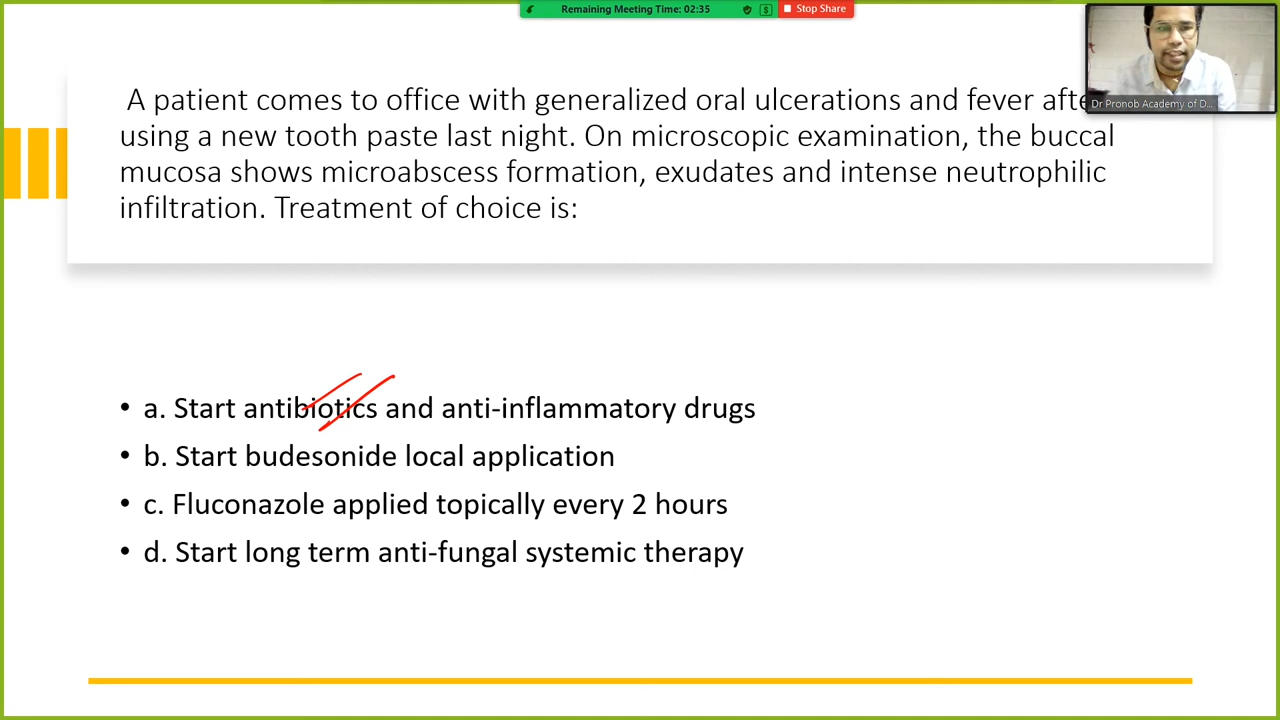 Remaining Meeting Time: 02:35
Stop Share
A patient comes to office with generalized oral ulcerations and fever
using a new tooth paste last night. On microscopic examination, the buccal
mucosa shows microabscess formation, exudates and intense neutrophilic
infiltration. Treatment of choice is:
Dr Pronob Academy of D...
• a. Start antibiotics and anti-inflammatory drugs
• b. Start budesonide local application
• c. Fluconazole applied topically every 2 hours
• d. Start long term anti-fungal systemic therapy